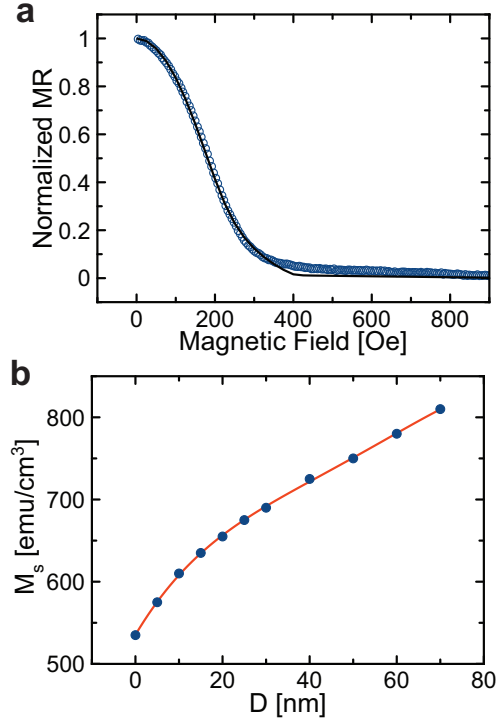 a
1
0.8
0.6
0.4
0.2
0
Normalized MR
0 200 400 600 800
Magnetic Field [Oe]
b
800
700
600
500
Mₛ [emu/cm³]
0 20 40 60 80
D [nm]